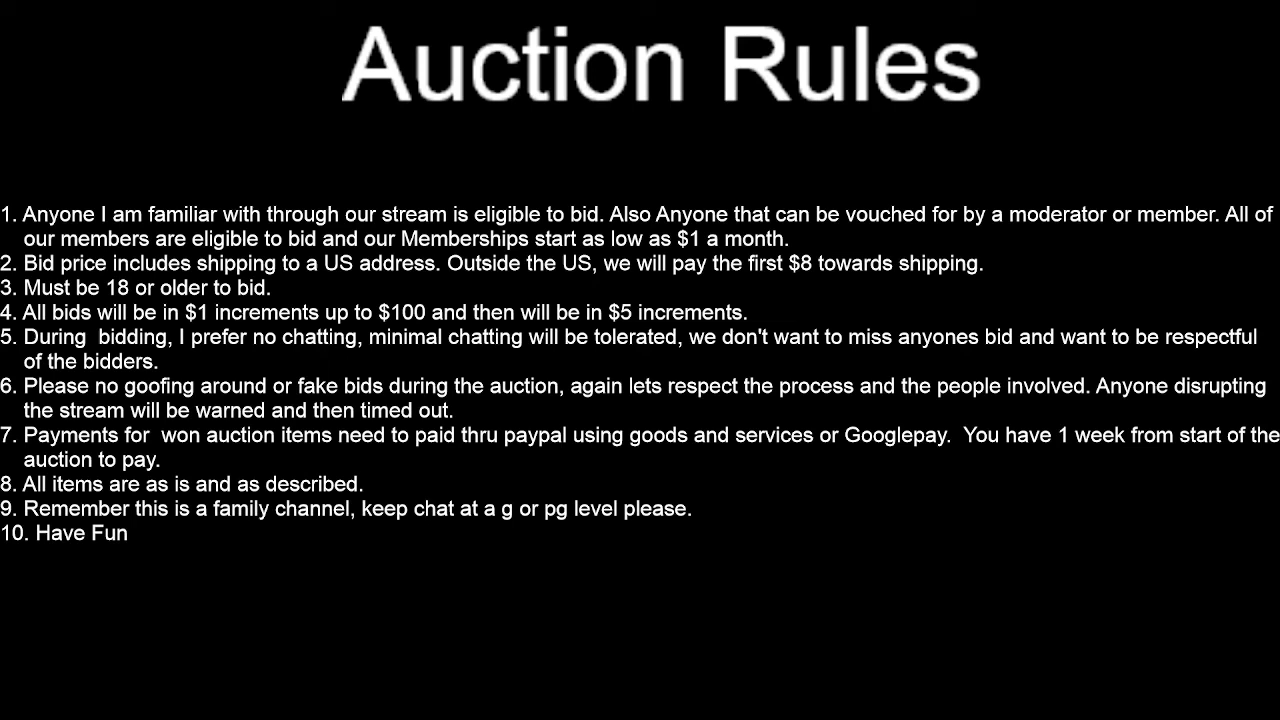 Auction Rules
1. Anyone I am familiar with through our stream is eligible to bid. Also Anyone that can be vouched for by a moderator or member. All of
our members are eligible to bid and our Memberships start as low as $1 a month.
2. Bid price includes shipping to a US address. Outside the US, we will pay the first $8 towards shipping.
3. Must be 18 or older to bid.
4. All bids will be in $1 increments up to $100 and then will be in $5 increments.
5. During  bidding, I prefer no chatting, minimal chatting will be tolerated, we don't want to miss anyones bid and want to be respectful
of the bidders.
6. Please no goofing around or fake bids during the auction, again lets respect the process and the people involved. Anyone disrupting
the stream will be warned and then timed out.
7. Payments for  won auction items need to paid thru paypal using goods and services or Googlepay.  You have 1 week from start of the
auction to pay.
8. All items are as is and as described.
9. Remember this is a family channel, keep chat at a g or pg level please.
10. Have Fun